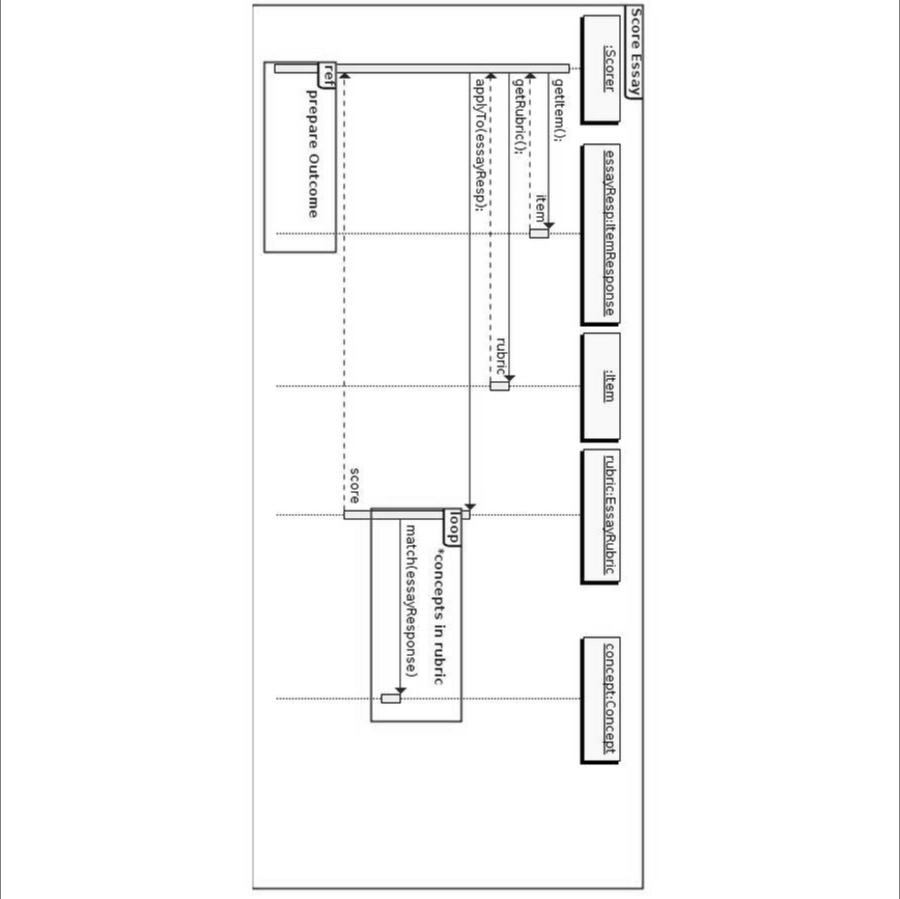 Score Essay
:Scorer
essayResp:ItemResponse
:Item
rubric:EssayRubric
concept:Concept
getItem();
item
getRubric();
rubric
applyTo(essayResp);
loop
*concepts in rubric
match(essayResponse)
score
ref
prepare Outcome